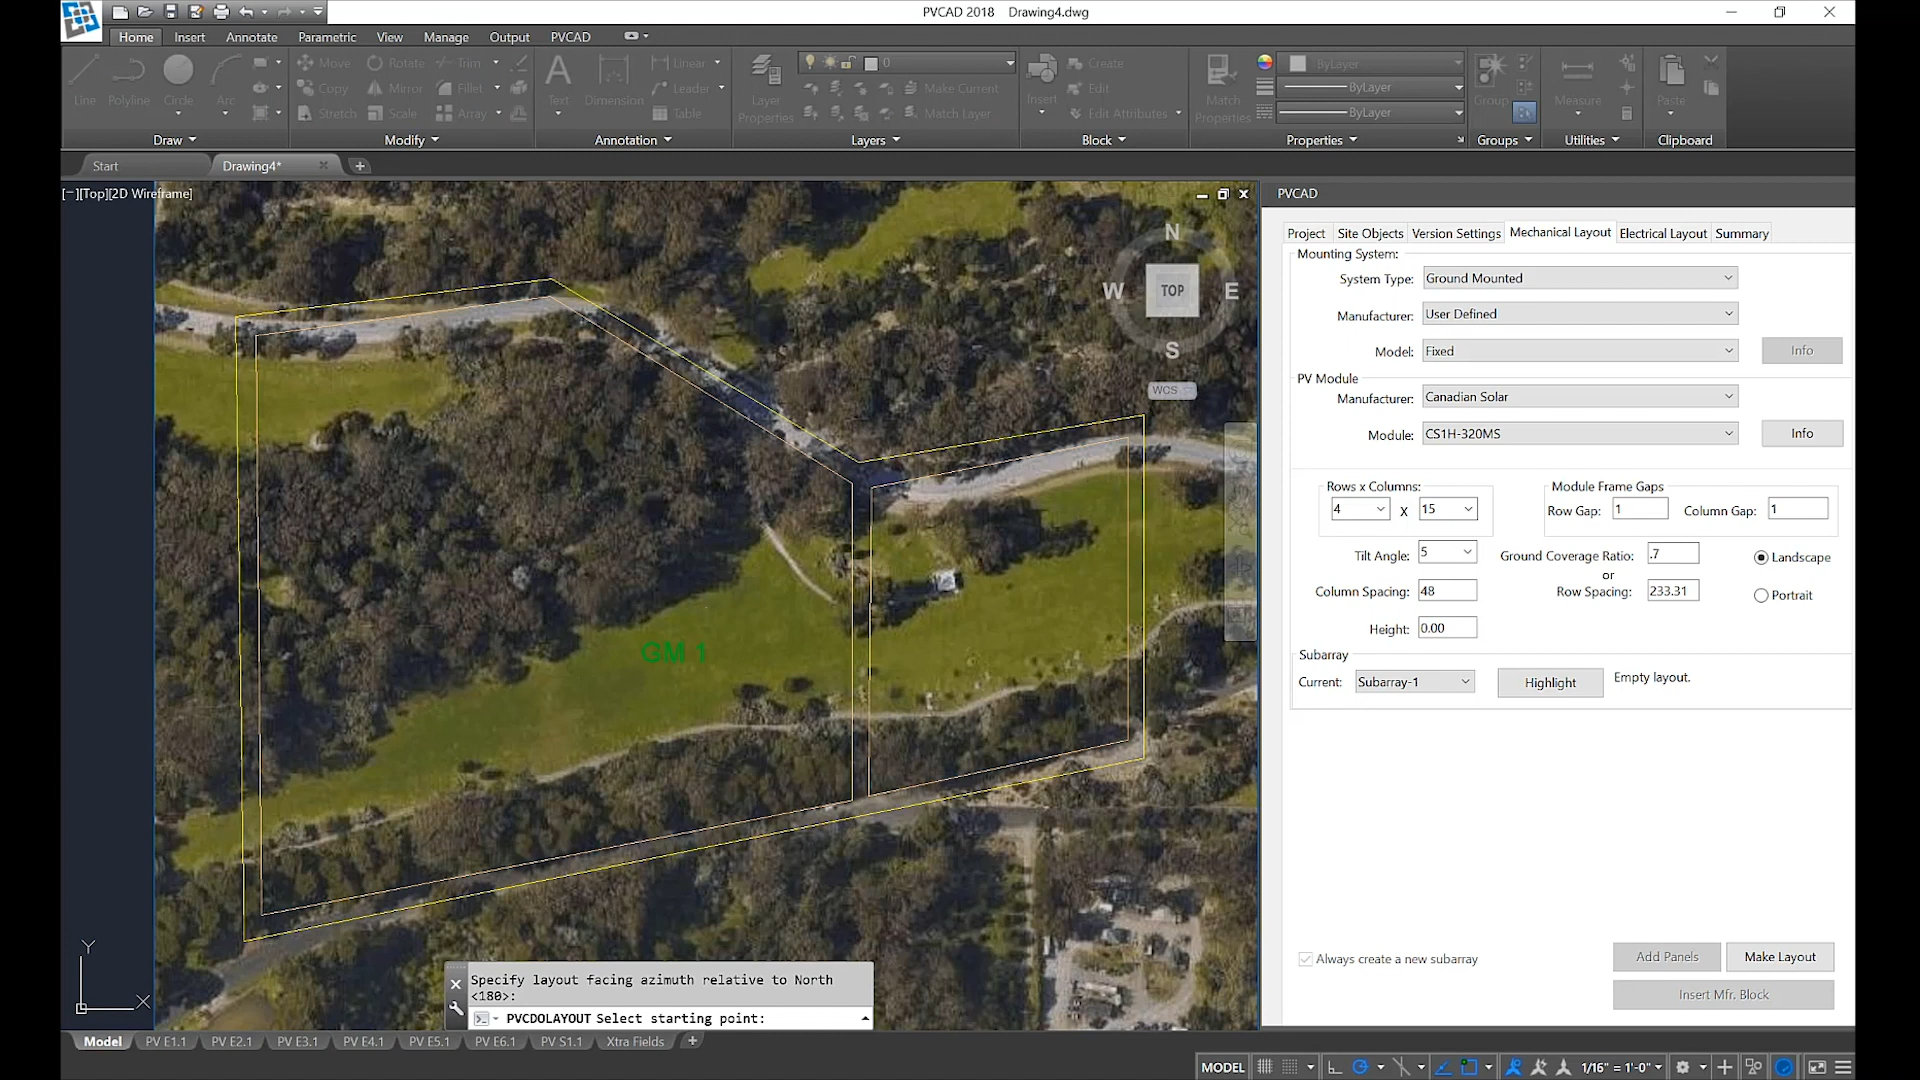 PVCAD 2018 Drawing4.dwg
Home Insert Annotate Parametric View Manage Output PVCAD
Line Polyline Circle Arc
Move Rotate Trim
Copy Mirror Fillet
Stretch Scale Array
Text Dimension
Linear
Leader
Table
Layer Properties
0
Make Current
Match Layer
Insert
Create
Edit
Edit Attributes
Match Properties
ByLayer
ByLayer
ByLayer
Group
Measure
Paste
Draw Modify Annotation Layers Block Properties Groups Utilities Clipboard
Start Drawing4*
[−][Top][2D Wireframe]
N
W TOP E
S
WCS
GM 1
Y
X
PVCAD
Project Site Objects Version Settings Mechanical Layout Electrical Layout Summary
Mounting System:
System Type: Ground Mounted
Manufacturer: User Defined
Model: Fixed Info
PV Module
Manufacturer: Canadian Solar
Module: CS1H-320MS Info
Rows x Columns: Module Frame Gaps
4 X 15 Row Gap: 1 Column Gap: 1
Tilt Angle: 5 Ground Coverage Ratio: .7 Landscape
or
Column Spacing: 48 Row Spacing: 233.31 Portrait
Height: 0.00
Subarray
Current: Subarray-1 Highlight Empty layout.
Always create a new subarray Add Panels Make Layout
Insert Mfr. Block
Specify layout facing azimuth relative to North
<180>:
PVCDOLAYOUT Select starting point:
Model PV E1.1 PV E2.1 PV E3.1 PV E4.1 PV E5.1 PV E6.1 PV S1.1 Xtra Fields
MODEL 1/16" = 1'-0"